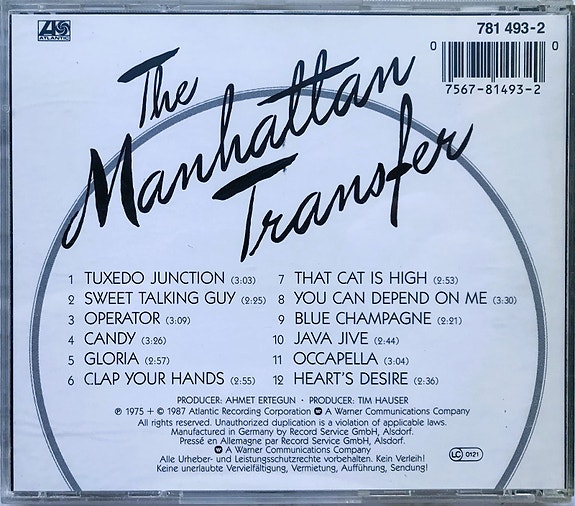 ATLANTIC
781 493-2
0 0
7567-81493-2
The
Manhattan
Transfer
1 TUXEDO JUNCTION (3:03)
2 SWEET TALKING GUY (2:25)
3 OPERATOR (3:09)
4 CANDY (3:26)
5 GLORIA (2:57)
6 CLAP YOUR HANDS (2:55)
7 THAT CAT IS HIGH (2:53)
8 YOU CAN DEPEND ON ME (3:30)
9 BLUE CHAMPAGNE (2:21)
10 JAVA JIVE (2:44)
11 OCCAPELLA (3:04)
12 HEART'S DESIRE (2:36)
PRODUCER: AHMET ERTEGUN · PRODUCER: TIM HAUSER
℗ 1975 + © 1987 Atlantic Recording Corporation A Warner Communications Company
All rights reserved. Unauthorized duplication is a violation of applicable laws.
Manufactured in Germany by Record Service GmbH, Alsdorf.
Pressé en Allemagne par Record Service GmbH, Alsdorf.
A Warner Communications Company
Alle Urheber- und Leistungsschutzrechte vorbehalten. Kein Verleih!
Keine unerlaubte Vervielfältigung, Vermietung, Aufführung, Sendung!
LC 0121